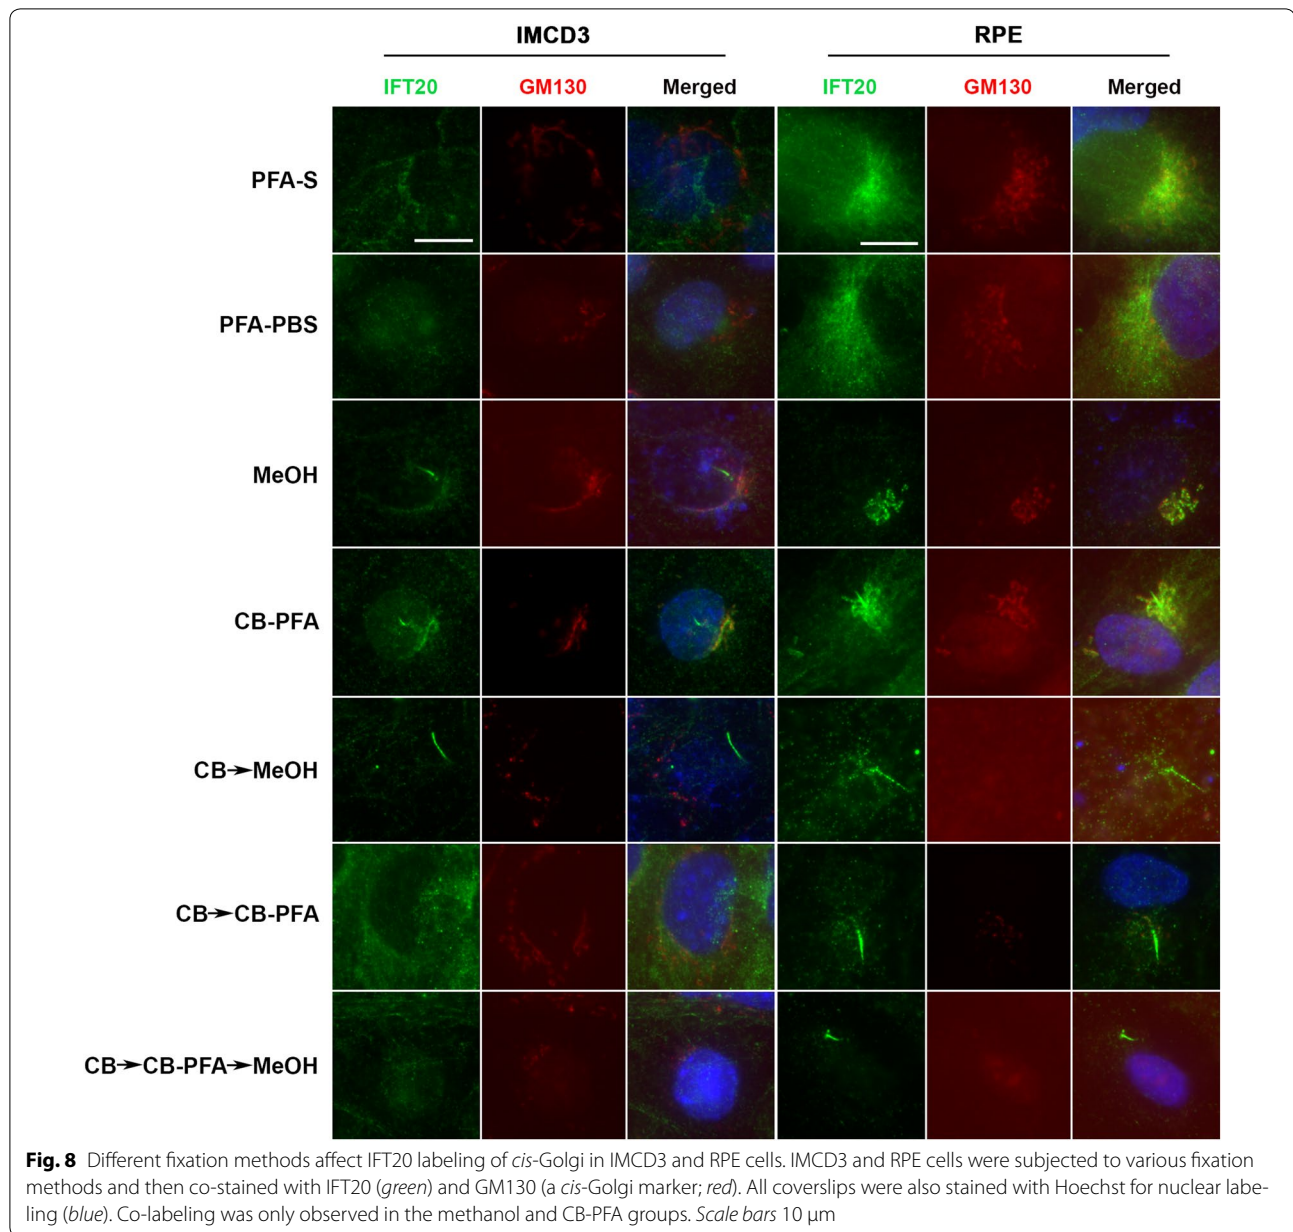 IMCD3 RPE
IFT20 GM130 Merged IFT20 GM130 Merged
PFA-S
PFA-PBS
MeOH
CB-PFA
CB→MeOH
CB→CB-PFA
CB→CB-PFA→MeOH
Fig. 8 Different fixation methods affect IFT20 labeling of cis-Golgi in IMCD3 and RPE cells. IMCD3 and RPE cells were subjected to various fixation
methods and then co-stained with IFT20 (green) and GM130 (a cis-Golgi marker; red). All coverslips were also stained with Hoechst for nuclear labe-
ling (blue). Co-labeling was only observed in the methanol and CB-PFA groups. Scale bars 10 μm